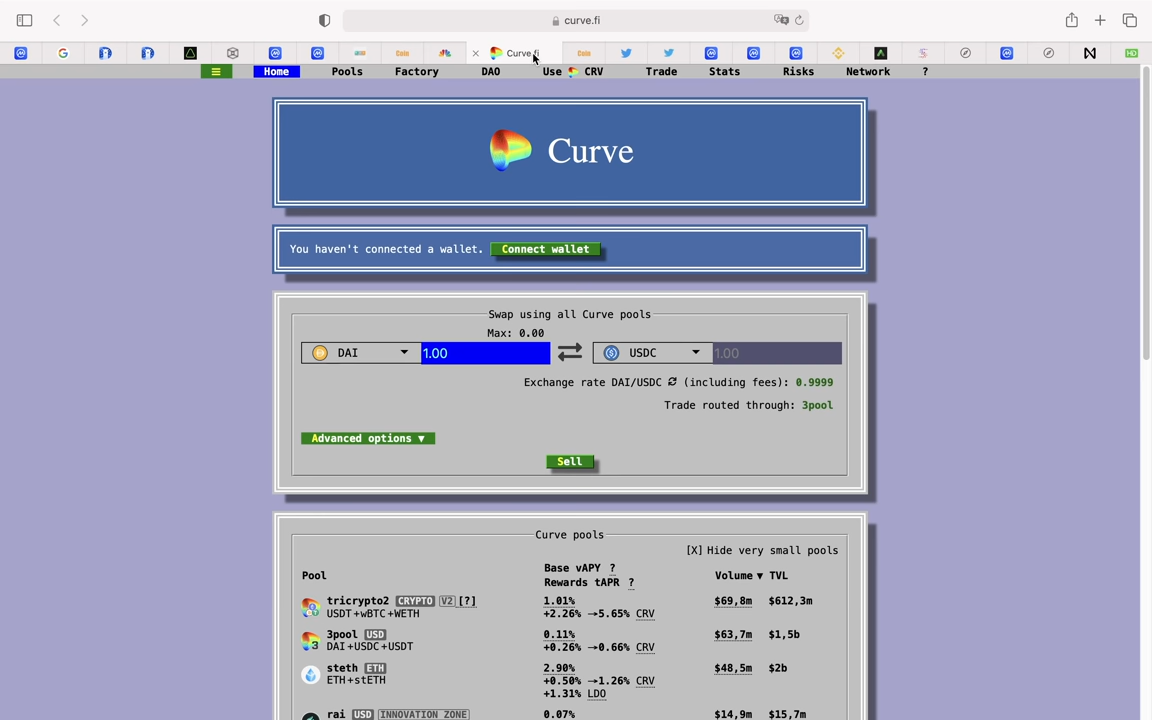 curve.fi
Coin
Coin
Curve.fi
Coin
HD
Home Pools Factory DAO Use CRV Trade Stats Risks Network ?
Curve
You haven't connected a wallet. Connect wallet
Swap using all Curve pools
Max: 0.00
DAI 1.00 USDC 1.00
Exchange rate DAI/USDC (including fees): 0.9999
Trade routed through: 3pool
Advanced options ▼
Sell
Curve pools
[X] Hide very small pools
Base vAPY ?
Pool Volume ▼ TVL
Rewards tAPR ?
tricrypto2 CRYPTO V2 [?] 1.01% $69,8m $612,3m
USDT+wBTC+WETH +2.26% →5.65% CRV
3pool USD 0.11% $63,7m $1,5b
DAI+USDC+USDT +0.26% →0.66% CRV
steth ETH 2.90% $48,5m $2b
ETH+stETH +0.50% →1.26% CRV
+1.31% LDO
rai USD INNOVATION ZONE 0.07% $14,9m $15,7m